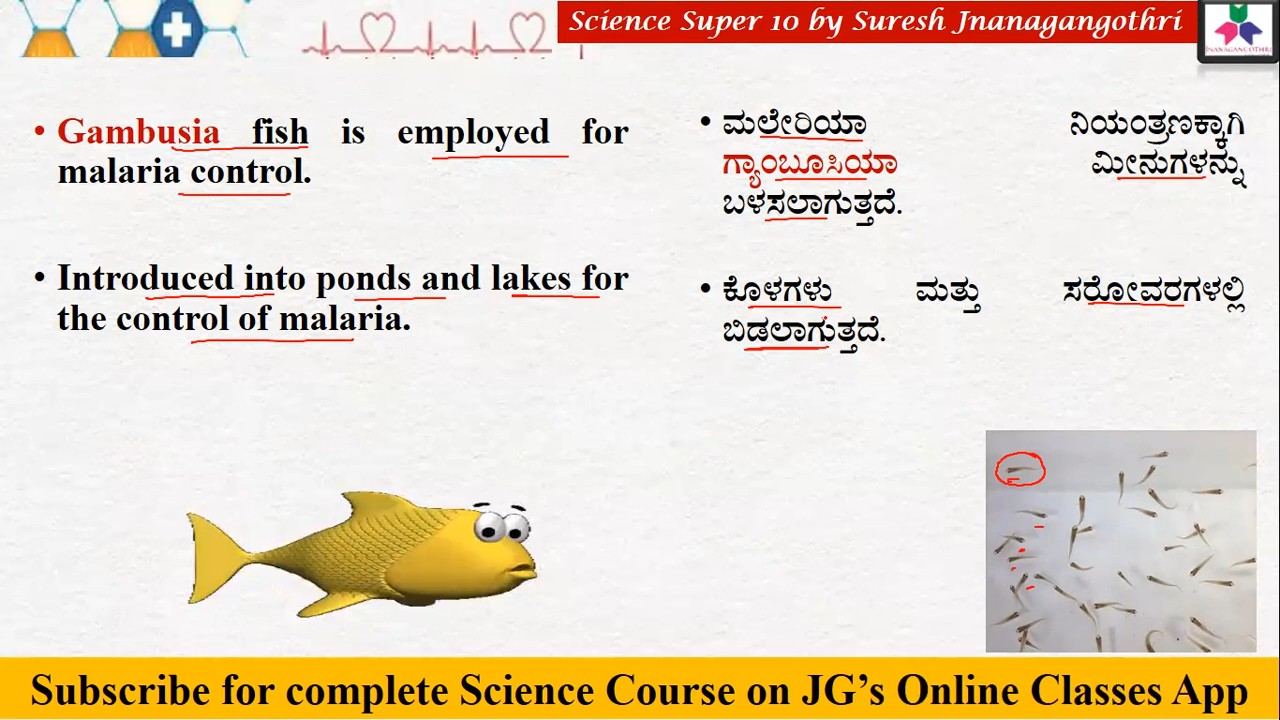 Science Super 10 by Suresh Jnanagangothri
JNANAGANGOTHRI
• Gambusia fish is employed for
malaria control.
• Introduced into ponds and lakes for
the control of malaria.
• ಮಲೇರಿಯಾ ನಿಯಂತ್ರಣಕ್ಕಾಗಿ
ಗ್ಯಾಂಬೂಸಿಯಾ ಮೀನುಗಳನ್ನು
ಬಳಸಲಾಗುತ್ತದೆ.
• ಕೊಳಗಳು ಮತ್ತು ಸರೋವರಗಳಲ್ಲಿ
ಬಿಡಲಾಗುತ್ತದೆ.
Subscribe for complete Science Course on JG's Online Classes App